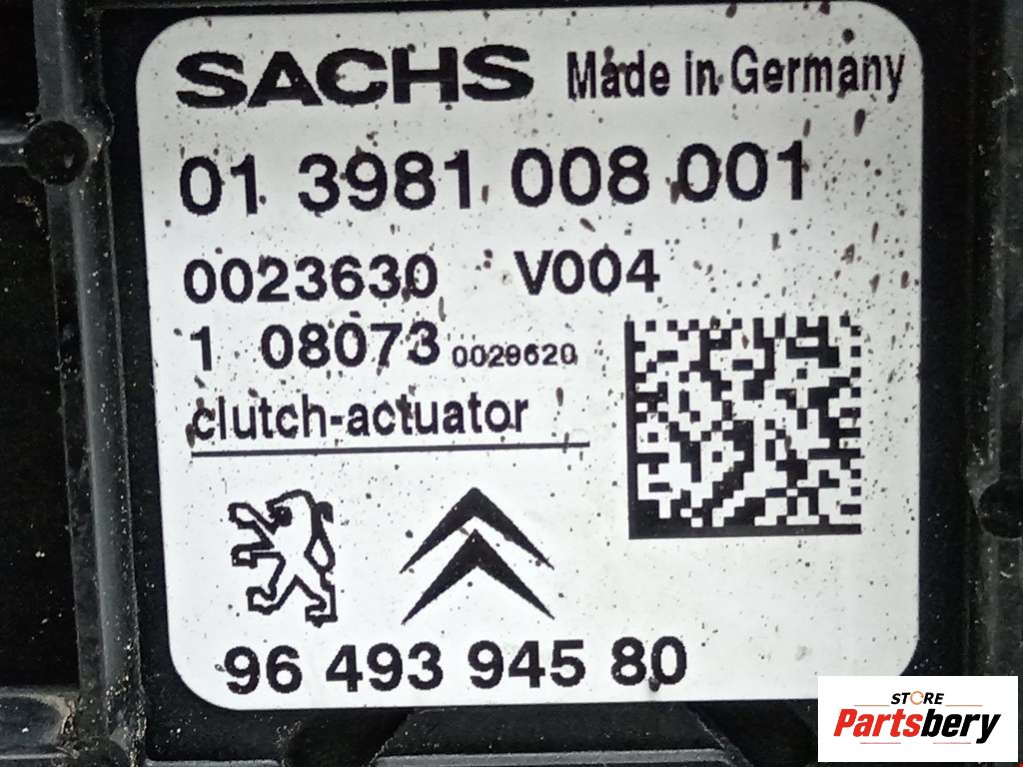 SACHS Made in Germany
01 3981 008 001
0023630 V004
1 08073 0029620
clutch-actuator
96 493 945 80
STORE
Partsbery